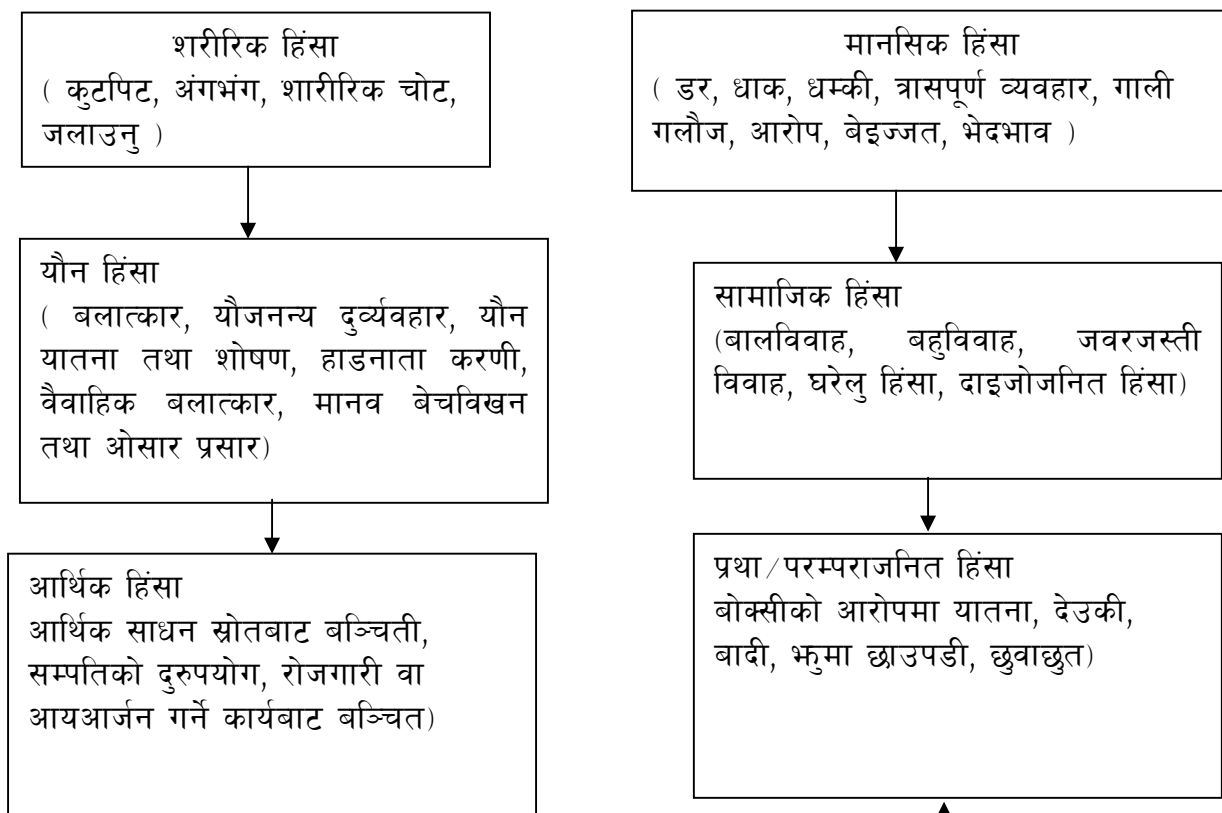 शरीरिक हिंसा
( कुटपिट, अंगभंग, शारीरिक चोट,
जलाउनु )
यौन हिंसा
( बलात्कार, यौजनन्य दुर्व्यवहार, यौन
यातना तथा शोषण, हाडनाता करणी,
वैवाहिक बलात्कार, मानव बेचविखन
तथा ओसार प्रसार)
आर्थिक हिंसा
आर्थिक साधन स्रोतबाट बञ्चिती,
सम्पतिको दुरुपयोग, रोजगारी वा
आयआर्जन गर्ने कार्यबाट बञ्चित)
मानसिक हिंसा
( डर, धाक, धम्की, त्रासपूर्ण व्यवहार, गाली
गलौज, आरोप, बेइज्जत, भेदभाव )
सामाजिक हिंसा
(बालविवाह, बहुविवाह, जवरजस्ती
विवाह, घरेलु हिंसा, दाइजोजनित हिंसा)
प्रथा/परम्पराजनित हिंसा
बोक्सीको आरोपमा यातना, देउकी,
बादी, झुमा छाउपडी, छुवाछुत)